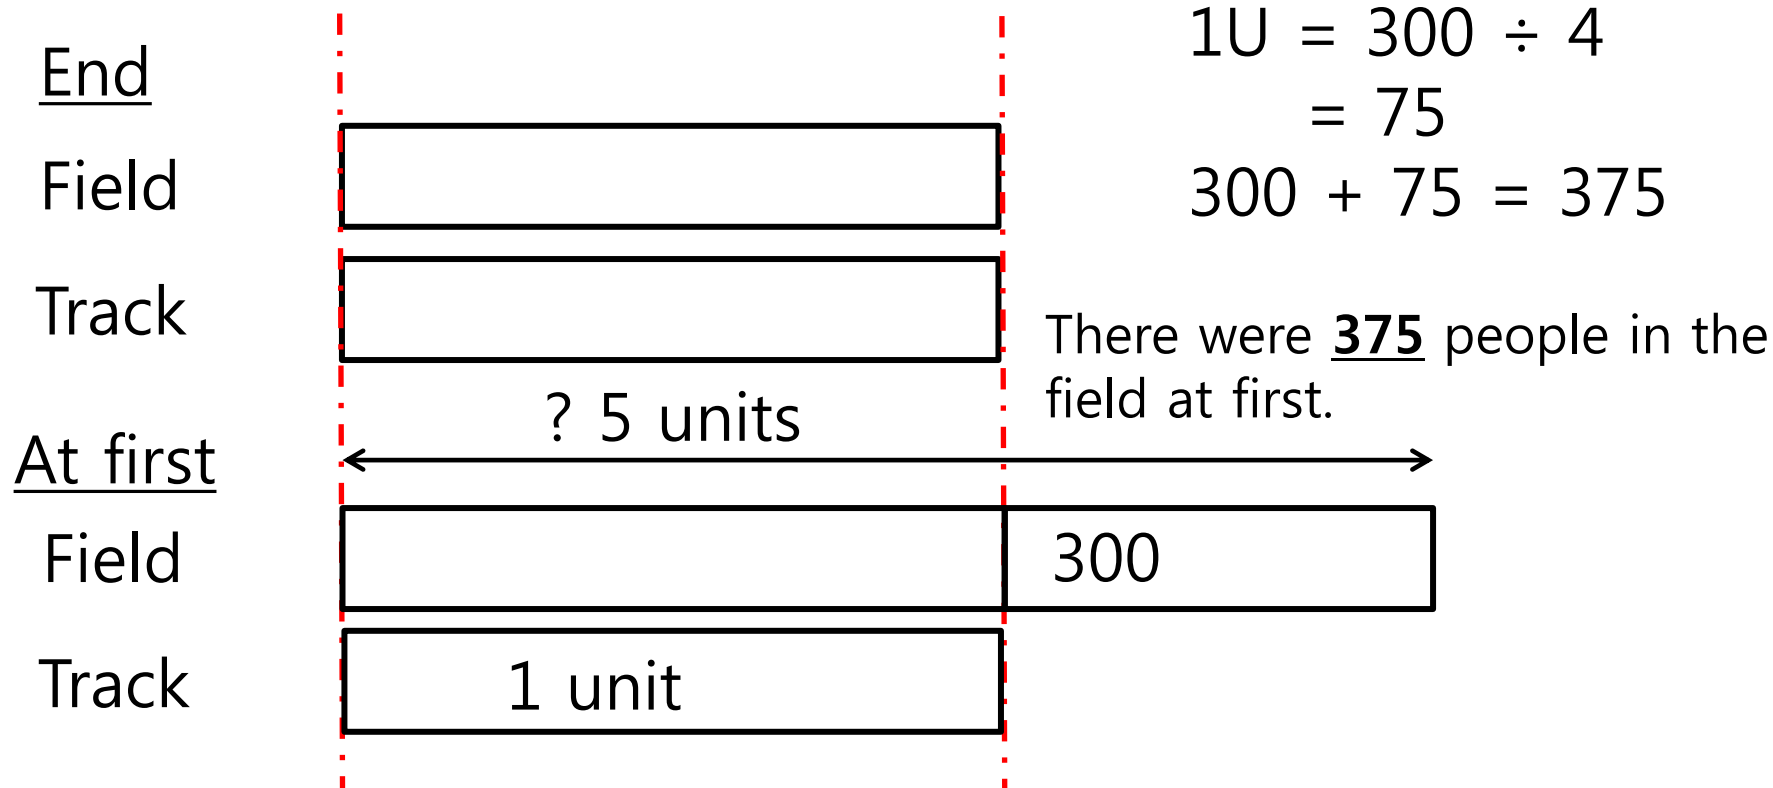 End
Field
Track
? 5 units
At first
Field
300
Track
1 unit
1U = 300 ÷ 4
= 75
300 + 75 = 375
There were 375 people in the
field at first.